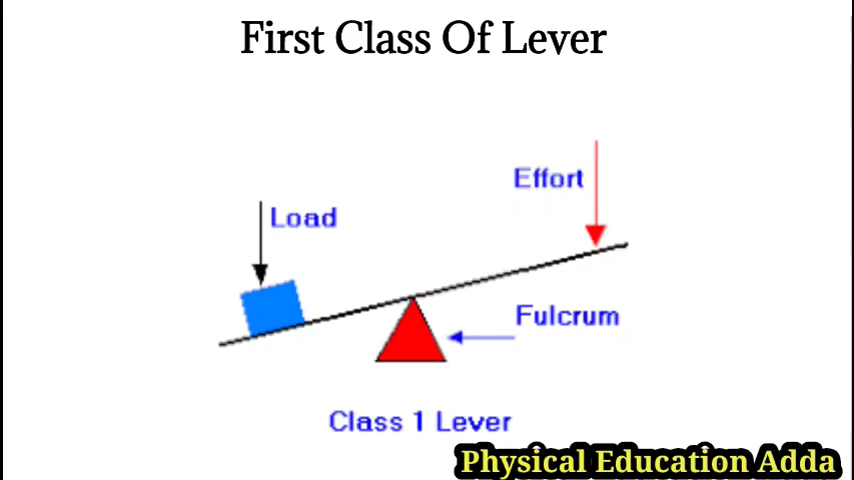 First Class Of Lever
Effort
Load
Fulcrum
Class 1 Lever
Physical Education Adda